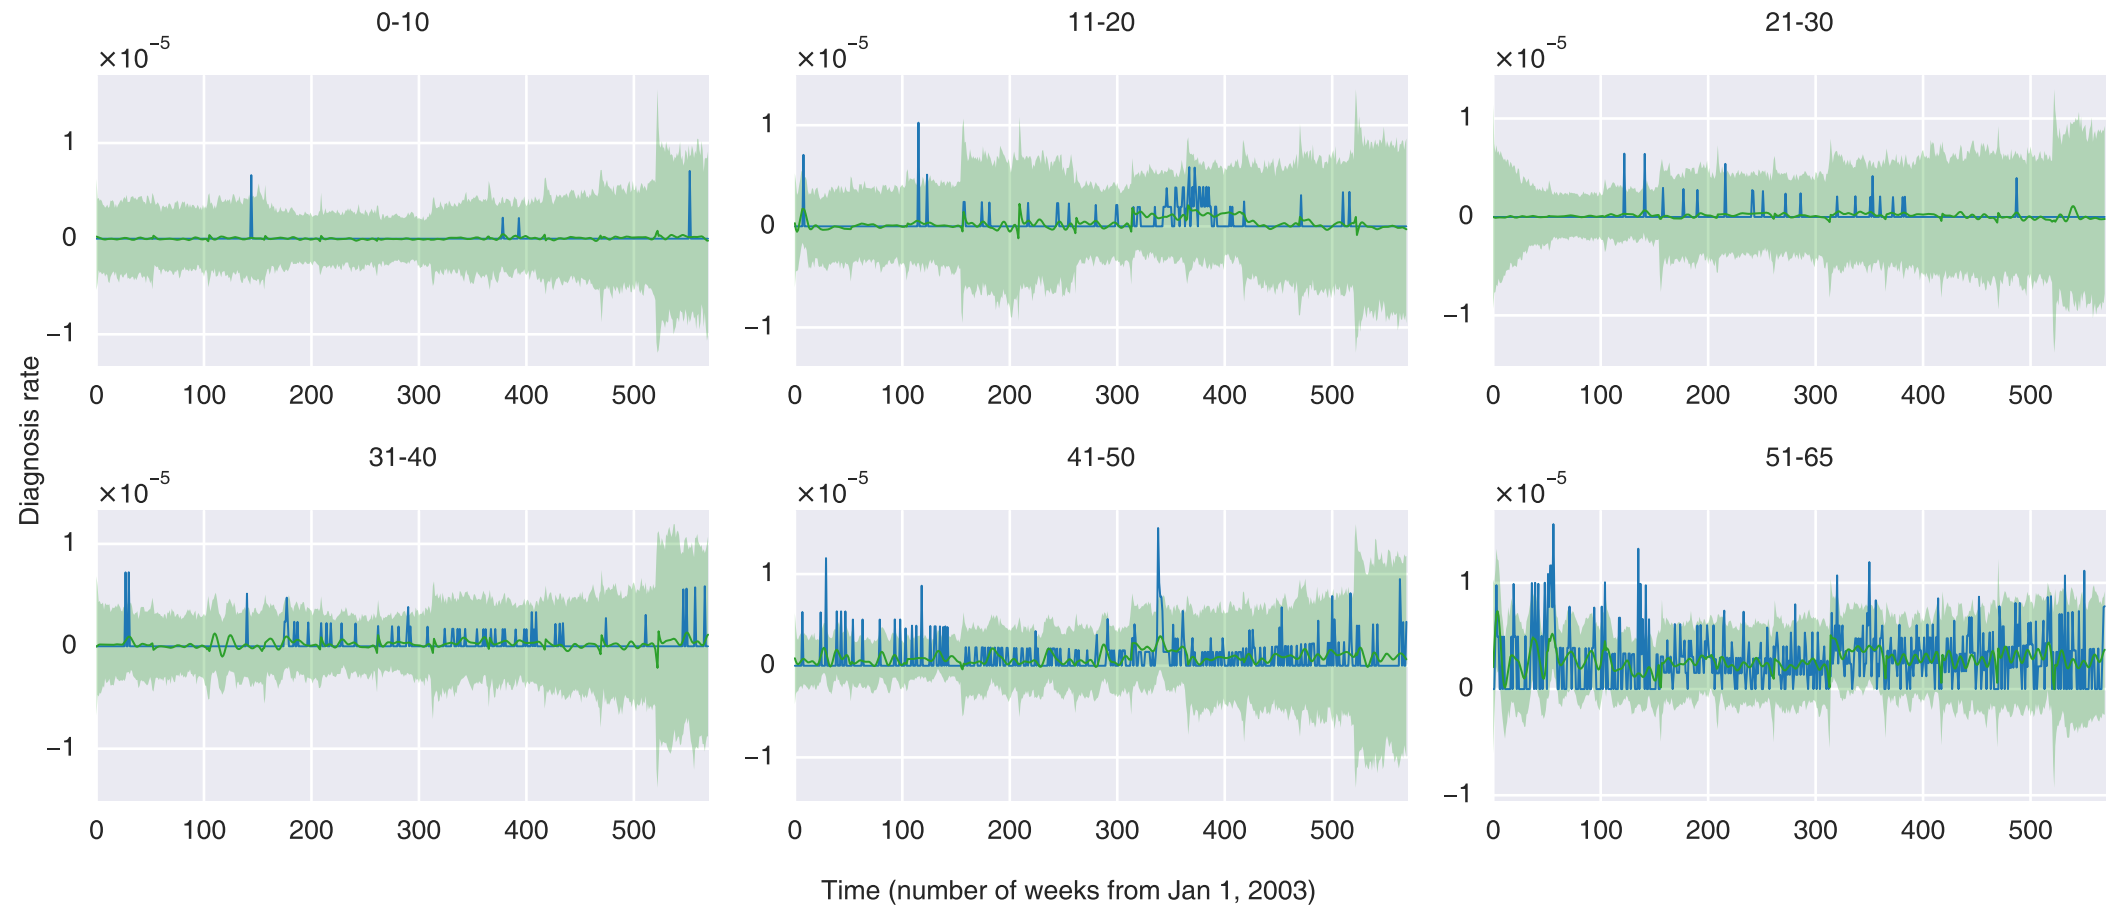 0-10 11-20 21-30
×10⁻⁵ ×10⁻⁵ ×10⁻⁵
1 1 1
0 0 0
−1 −1 −1
0 100 200 300 400 500 0 100 200 300 400 500 0 100 200 300 400 500
Diagnosis rate
31-40 41-50 51-65
×10⁻⁵ ×10⁻⁵ ×10⁻⁵
1 1 1
0 0 0
−1 −1 −1
0 100 200 300 400 500 0 100 200 300 400 500 0 100 200 300 400 500
Time (number of weeks from Jan 1, 2003)